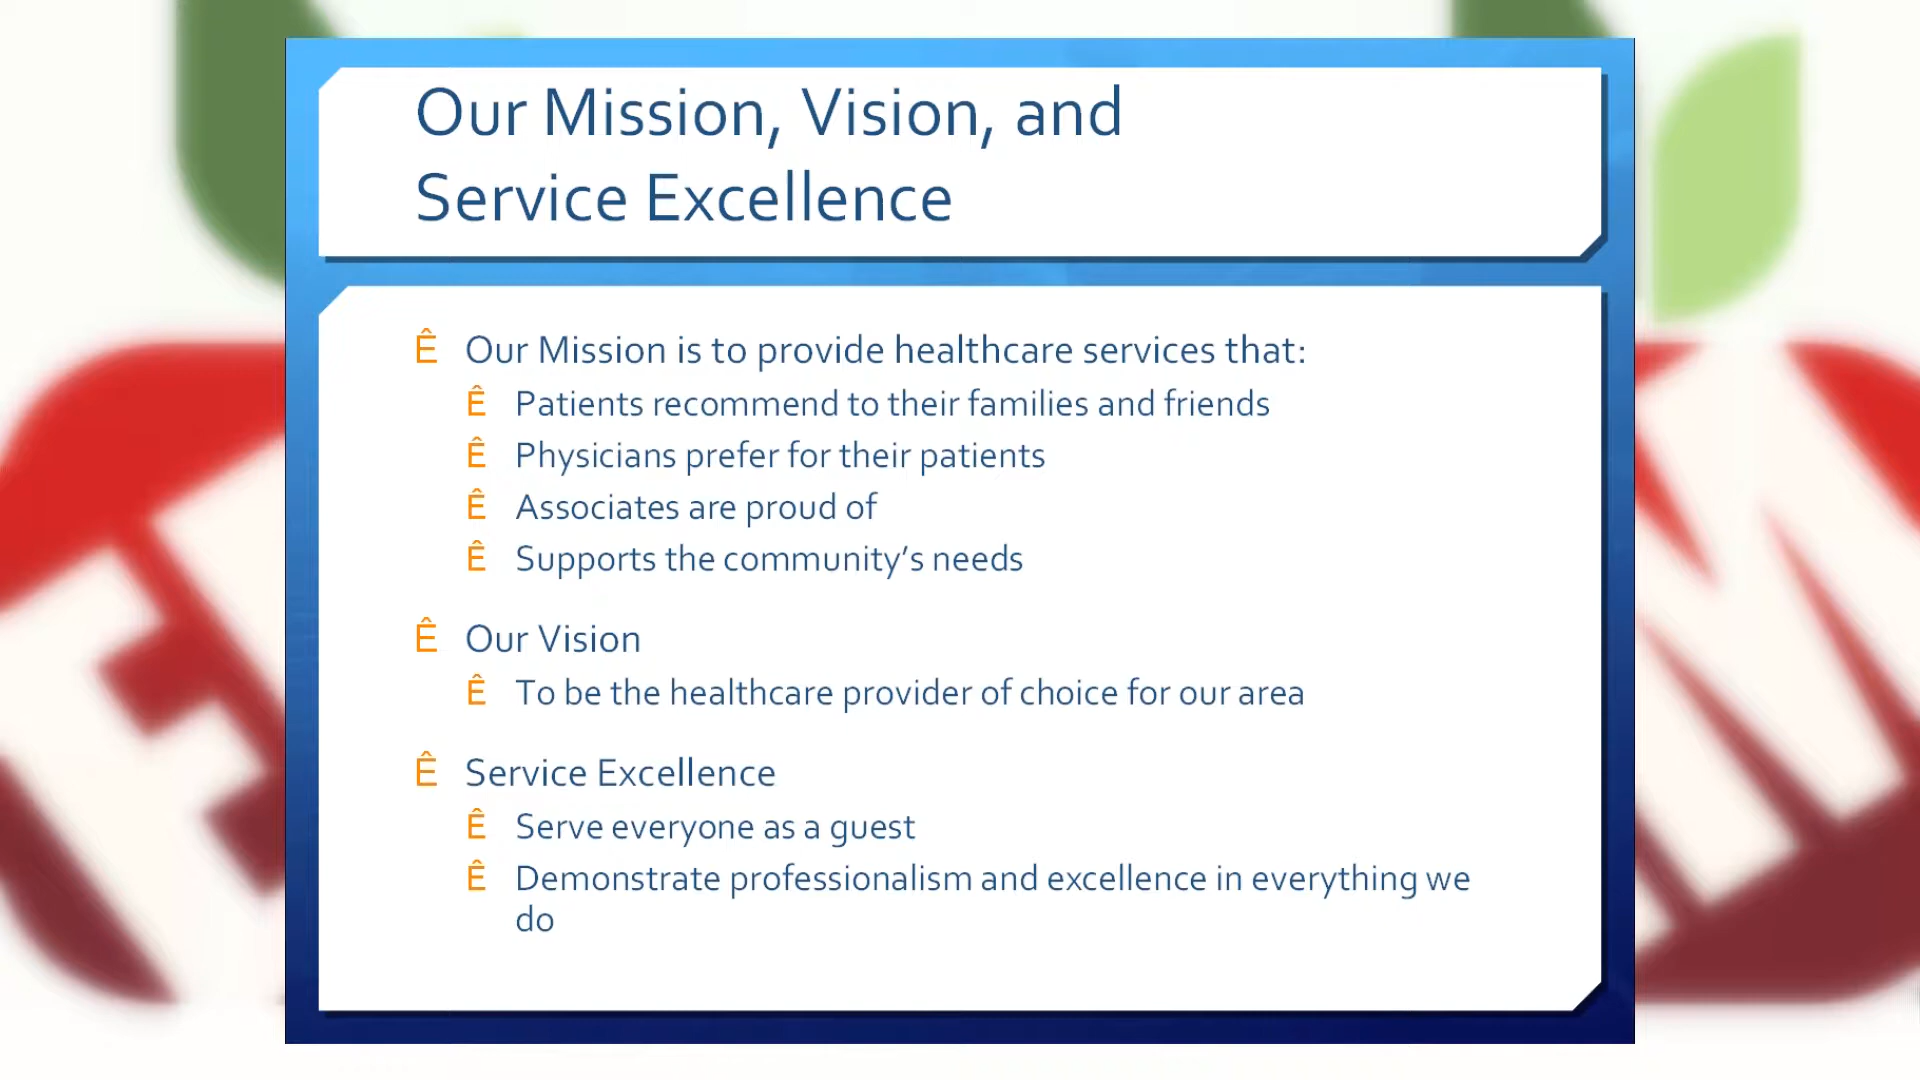 Our Mission, Vision, and
Service Excellence
Ê Our Mission is to provide healthcare services that:
Ê Patients recommend to their families and friends
Ê Physicians prefer for their patients
Ê Associates are proud of
Ê Supports the community’s needs
Ê Our Vision
Ê To be the healthcare provider of choice for our area
Ê Service Excellence
Ê Serve everyone as a guest
Ê Demonstrate professionalism and excellence in everything we
do